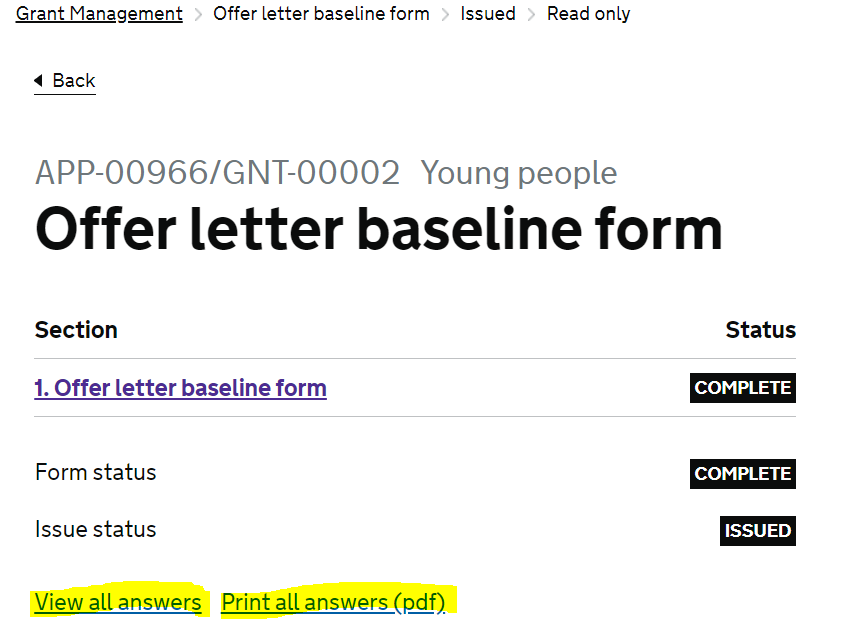 Grant Management > Offer letter baseline form > Issued > Read only
Back
APP-00966/GNT-00002 Young people
Offer letter baseline form
Section Status
1. Offer letter baseline form COMPLETE
Form status COMPLETE
Issue status ISSUED
View all answers Print all answers (pdf)